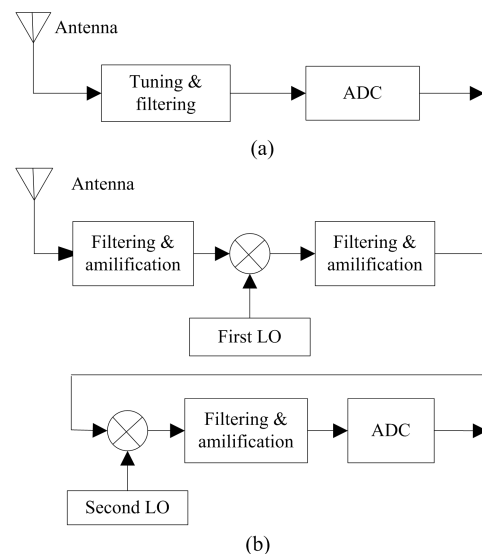 Antenna
Tuning &
filtering
ADC
(a)
Antenna
Filtering &
amilification
Filtering &
amilification
First LO
Filtering &
amilification
ADC
Second LO
(b)